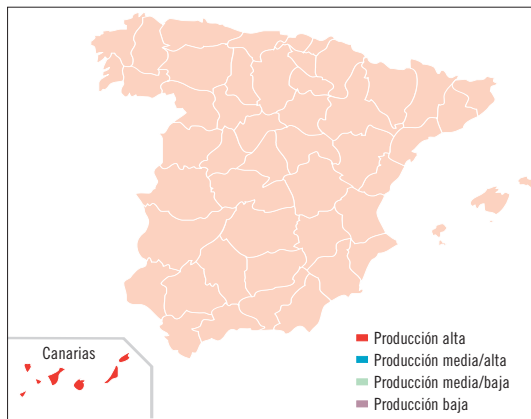 Canarias
Producción alta
Producción media/alta
Producción media/baja
Producción baja